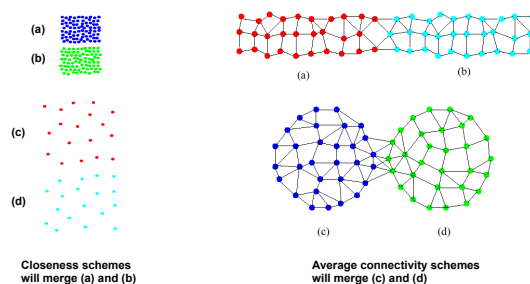 (a)
(b)
(c)
(d)
Closeness schemes
will merge (a) and (b)
(a)
(b)
(c)
(d)
Average connectivity schemes
will merge (c) and (d)